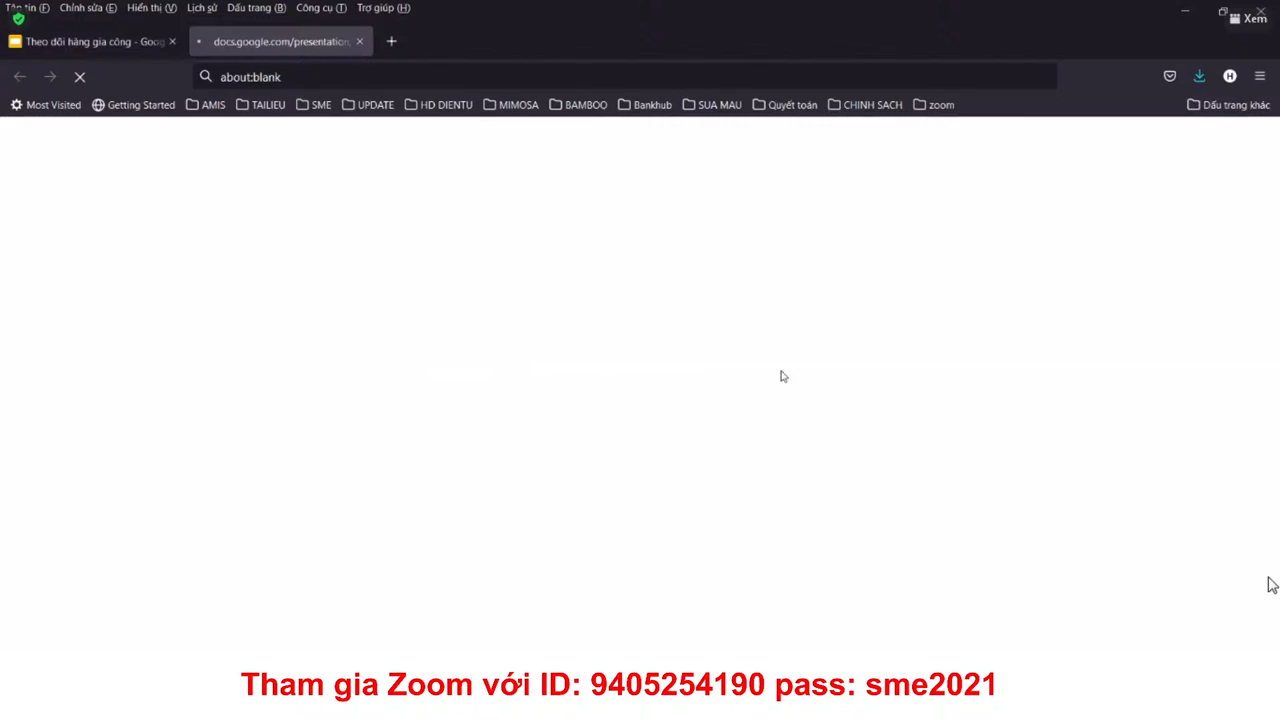 Tên tin (F) Chỉnh sửa (E) Hiển thị (V) Lịch sử Dấu trang (B) Công cụ (T) Trợ giúp (H)
Xem
Theo dõi hàng gia công - Goog docs.google.com/presentation
about:blank
Most Visited Getting Started AMIS TAILIEU SME UPDATE HD DIENTU MIMOSA BAMBOO Bankhub SUA MAU Quyết toán CHINH SACH zoom Dấu trang khác
Tham gia Zoom với ID: 9405254190 pass: sme2021